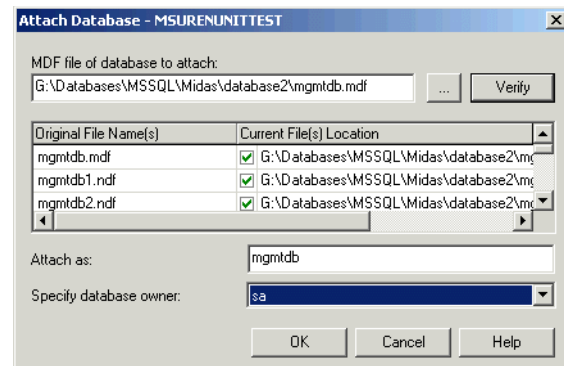 Attach Database - MSURENUNITTEST
MDF file of database to attach:
G:\Databases\MSSQL\Midas\database2\mgmtdb.mdf
... Verify
Original File Name(s) Current File(s) Location
mgmtdb.mdf G:\Databases\MSSQL\Midas\database2\mg
mgmtdb1.ndf G:\Databases\MSSQL\Midas\database2\mg
mgmtdb2.ndf G:\Databases\MSSQL\Midas\database2\mg
Attach as: mgmtdb
Specify database owner: sa
OK Cancel Help